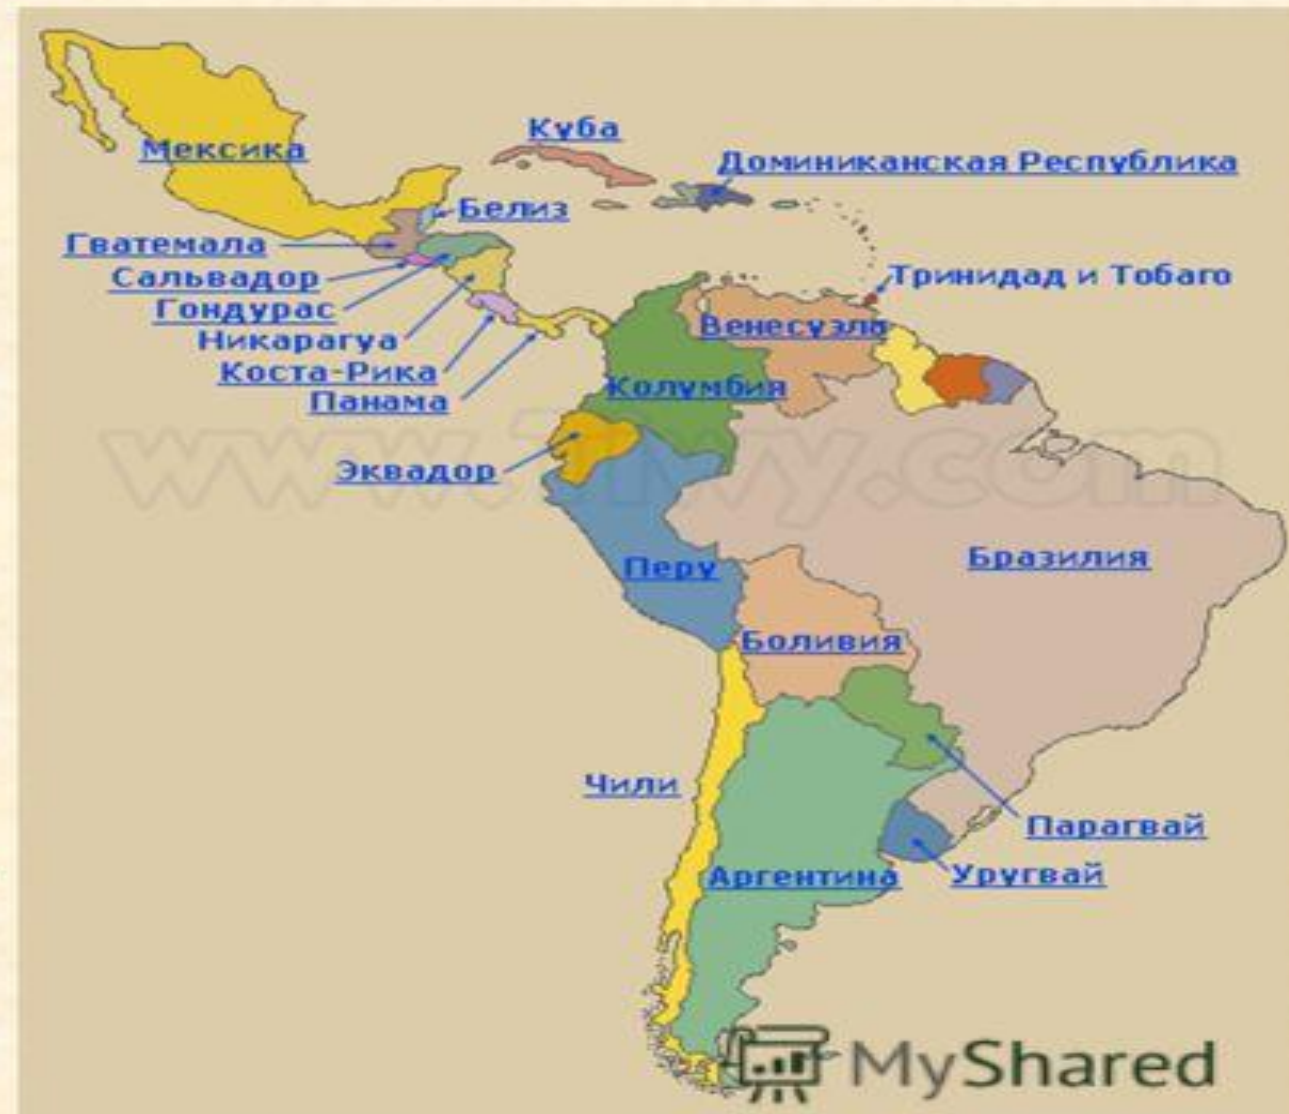 Мексика
Куба
Доминиканская Республика
Белиз
Гватемала
Сальвадор
Гондурас
Никарагуа
Коста-Рика
Панама
Тринидад и Тобаго
Венесуэла
Колумбия
Эквадор
Перу
Бразилия
Боливия
Чили
Парагвай
Аргентина
Уругвай
MyShared